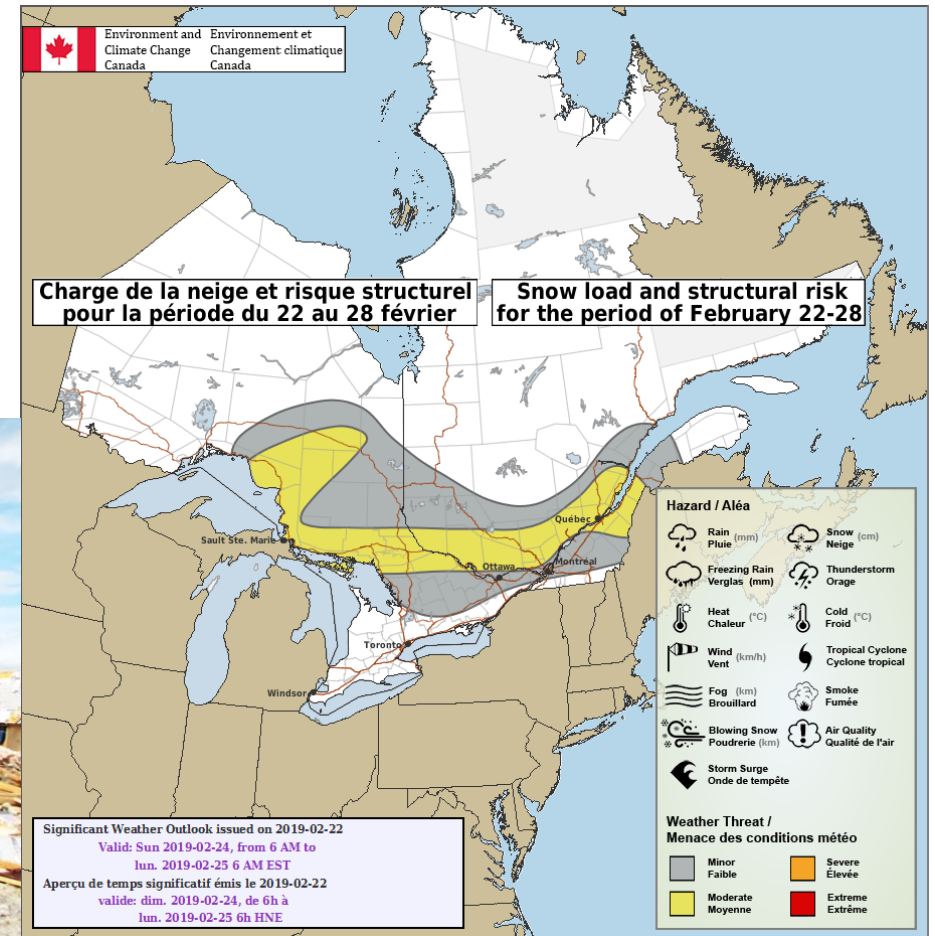 Environment and
Climate Change
Canada
Environnement et
Changement climatique
Canada
Charge de la neige et risque structurel
pour la période du 22 au 28 février
Snow load and structural risk
for the period of February 22-28
Québec
Sault Ste. Marie
Montréal
Ottawa
Toronto
Windsor
Hazard / Aléa
Rain
Pluie (mm)
Snow (cm)
Neige
Freezing Rain
Verglas (mm)
Thunderstorm
Orage
Heat (°C)
Chaleur
Cold (°C)
Froid
Wind (km/h)
Vent
Tropical Cyclone
Cyclone tropical
Fog (km)
Brouillard
Smoke
Fumée
Blowing Snow
Poudrerie (km)
Air Quality
Qualité de l'air
Storm Surge
Onde de tempête
Weather Threat /
Menace des conditions météo
Minor
Faible
Severe
Élevée
Moderate
Moyenne
Extreme
Extrême
Significant Weather Outlook issued on 2019-02-22
Valid: Sun 2019-02-24, from 6 AM to
lun. 2019-02-25 6 AM EST
Aperçu de temps significatif émis le 2019-02-22
valide: dim. 2019-02-24, de 6h à
lun. 2019-02-25 6h HNE